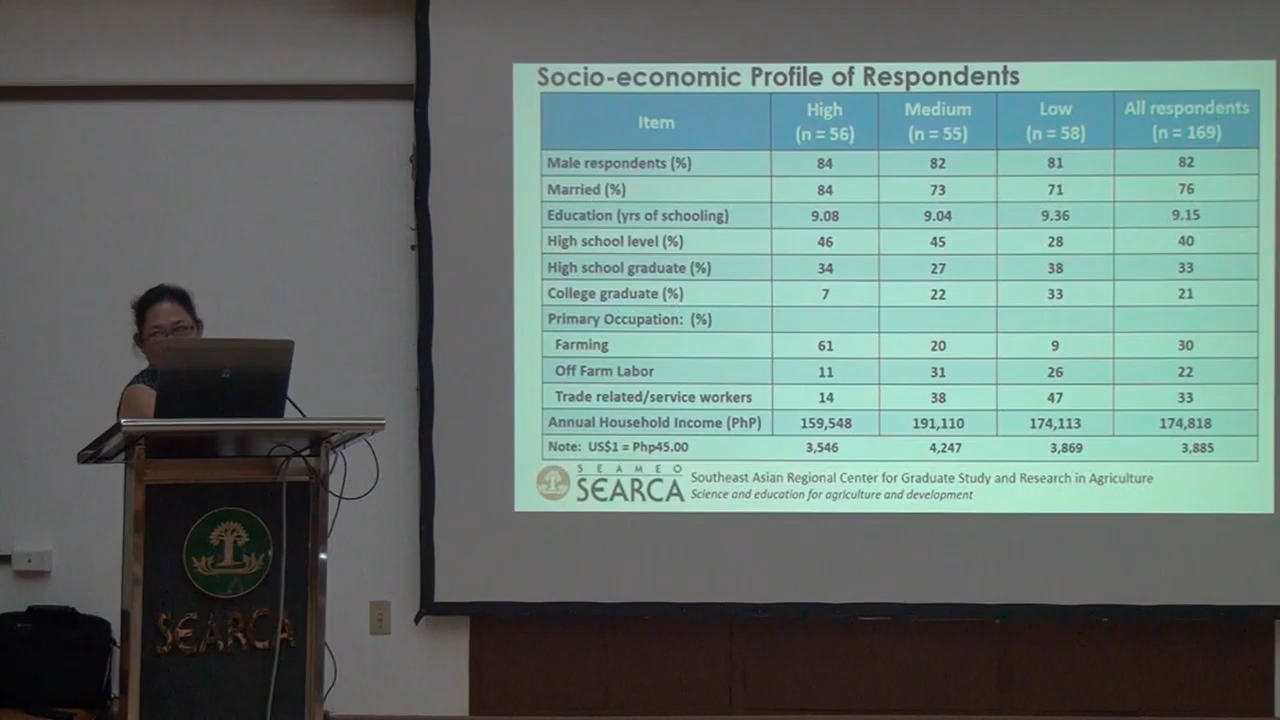 Socio-economic Profile of Respondents
Item High (n = 56) Medium (n = 55) Low (n = 58) All respondents (n = 169)
Male respondents (%) 84 82 81 82
Married (%) 84 73 71 76
Education (yrs of schooling) 9.08 9.04 9.36 9.15
High school level (%) 46 45 28 40
High school graduate (%) 34 27 38 33
College graduate (%) 7 22 33 21
Primary Occupation: (%)
Farming 61 20 9 30
Off Farm Labor 11 31 26 22
Trade related/service workers 14 38 47 33
Annual Household Income (PhP) 159,548 191,110 174,113 174,818
Note: US$1 = Php45.00 3,546 4,247 3,869 3,885
SEAMEO
SEARCA
Southeast Asian Regional Center for Graduate Study and Research in Agriculture
Science and education for agriculture and development
SEARCA